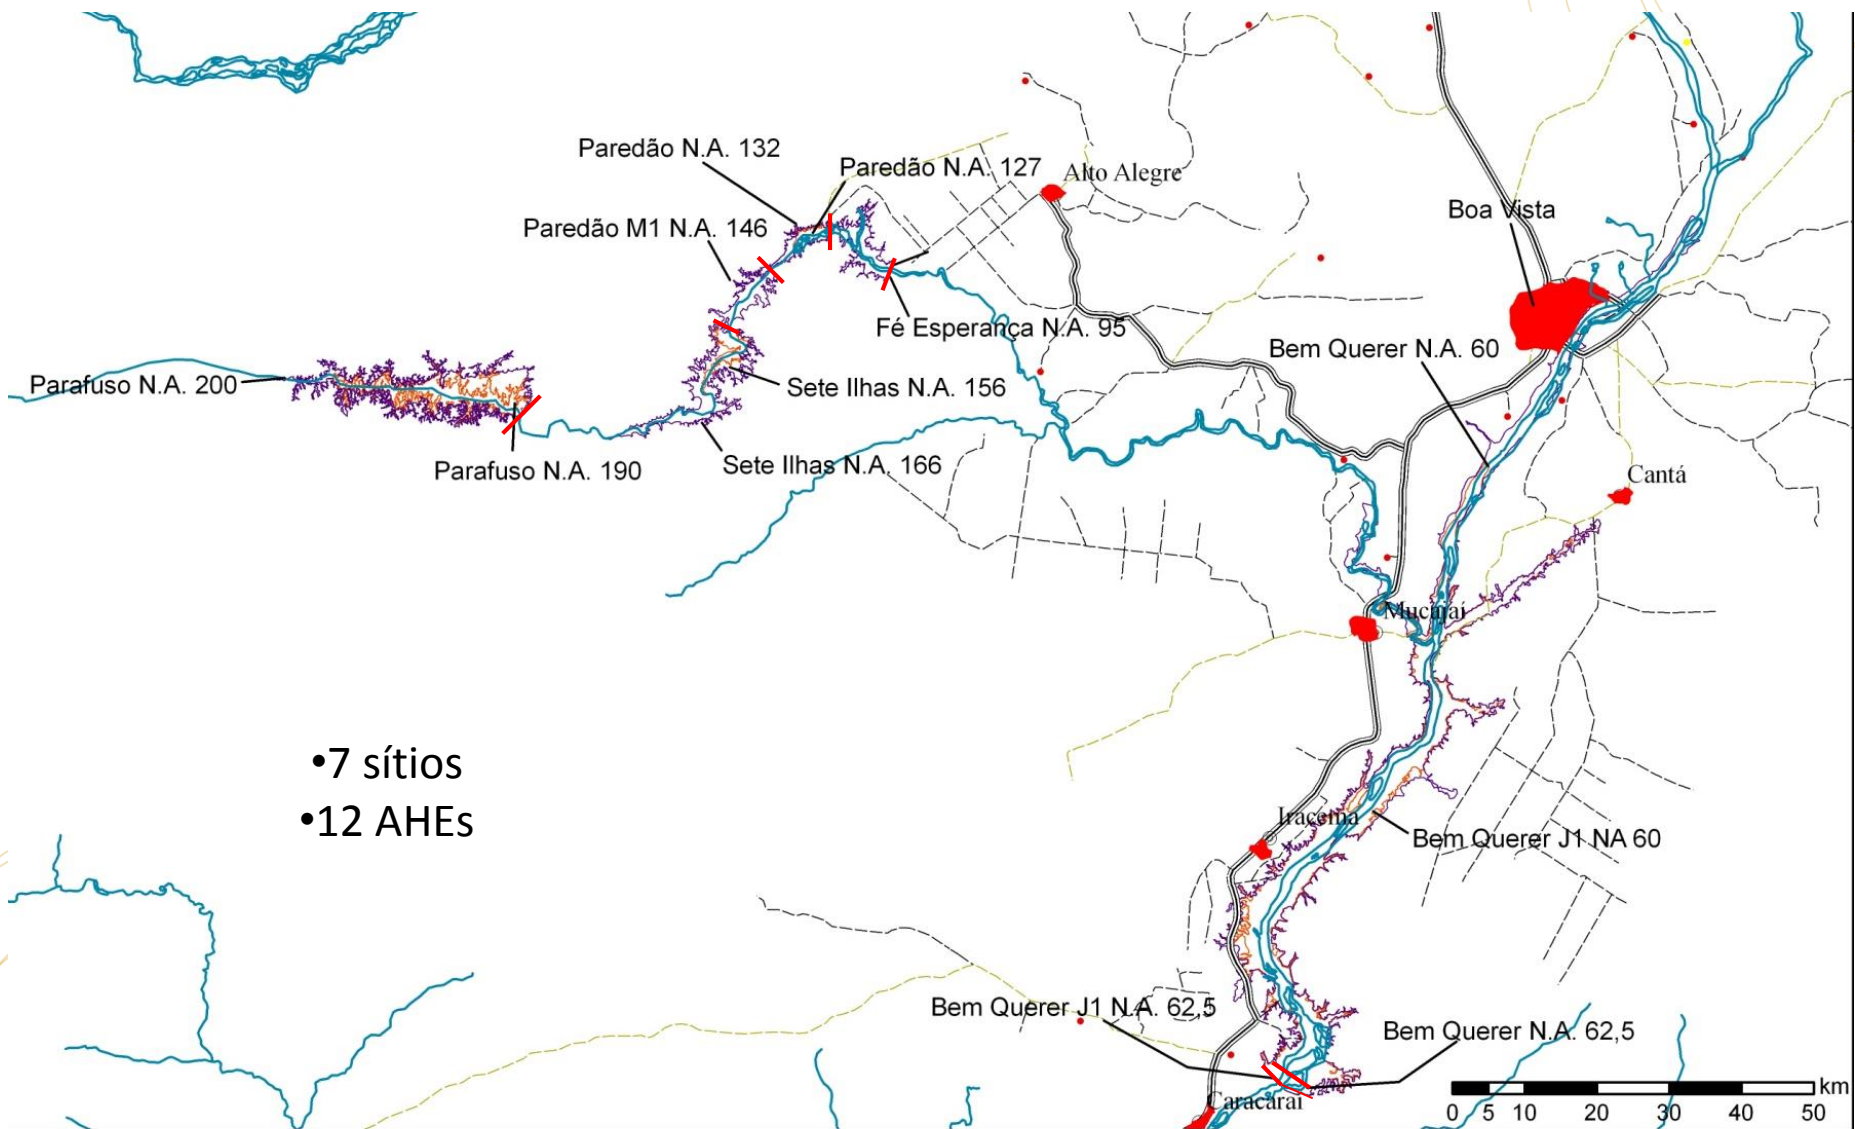 Paredão N.A. 132
Paredão N.A. 127
Alto Alegre
Boa Vista
Paredão M1 N.A. 146
Fé Esperança N.A. 95
Bem Querer N.A. 60
Parafuso N.A. 200
Sete Ilhas N.A. 156
Parafuso N.A. 190
Sete Ilhas N.A. 166
Cantá
Mucajaí
•7 sítios
•12 AHEs
Iracema
Bem Querer J1 NA 60
Bem Querer J1 N.A. 62,5
Bem Querer N.A. 62,5
Caracaraí
km
0 5 10 20 30 40 50